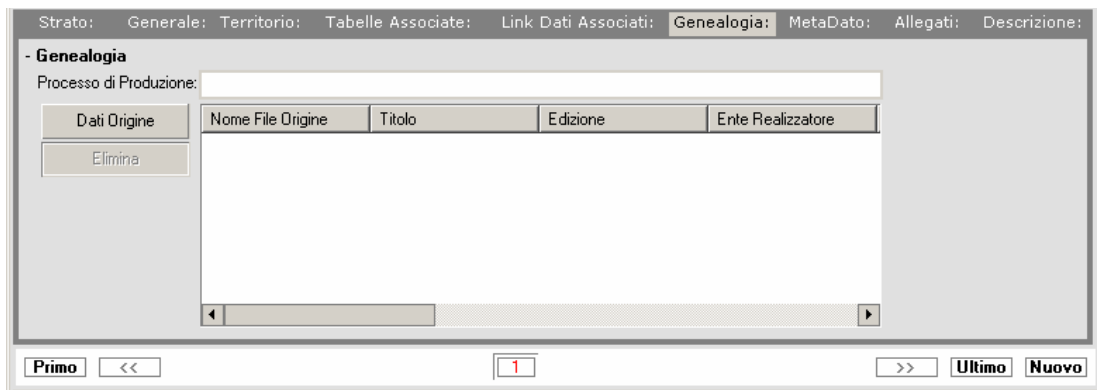 Strato: Generale: Territorio: Tabelle Associate: Link Dati Associati: Genealogia: MetaDato: Allegati: Descrizione:
- Genealogia
Processo di Produzione:
Dati Origine Nome File Origine Titolo Edizione Ente Realizzatore
Elimina
Primo << 1 >> Ultimo Nuovo